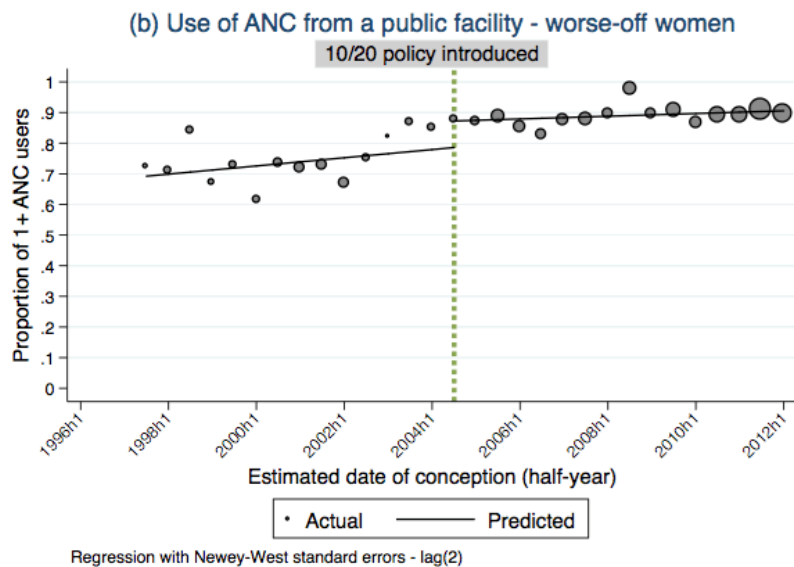 (b) Use of ANC from a public facility - worse-off women
10/20 policy introduced
Proportion of 1+ ANC users
1
.9
.8
.7
.6
.5
.4
.3
.2
.1
0
1996h1
1998h1
2000h1
2002h1
2004h1
2006h1
2008h1
2010h1
2012h1
Estimated date of conception (half-year)
Actual
Predicted
Regression with Newey-West standard errors - lag(2)